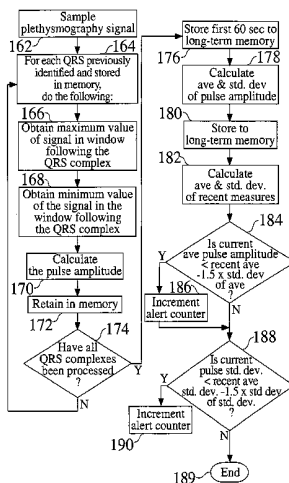 Sample
plethysmography signal
162
164
For each QRS previously
identified and stored
in memory,
do the following:
166
Obtain maximum value
of signal in window
following the
QRS complex
168
Obtain minimum value
of the signal in the
window following
the QRS complex
Calculate
the pulse amplitude
170
Retain in memory
172
174
Have all
QRS complexes
been processed
?
Y
N
Store first 60 sec to
long-term memory
176
178
Calculate
ave & std. dev.
of pulse amplitude
180
Store to
long-term memory
182
Calculate
ave & std. dev.
of recent measures
184
Is current
ave pulse amplitude
< recent ave
-1.5 x std. dev.
of ave
?
Y
186
N
Increment
alert counter
188
Is current
pulse std. dev.
< recent ave
std. dev. -1.5 x std dev
of std. dev.
?
Y
N
Increment
alert counter
190
189
End